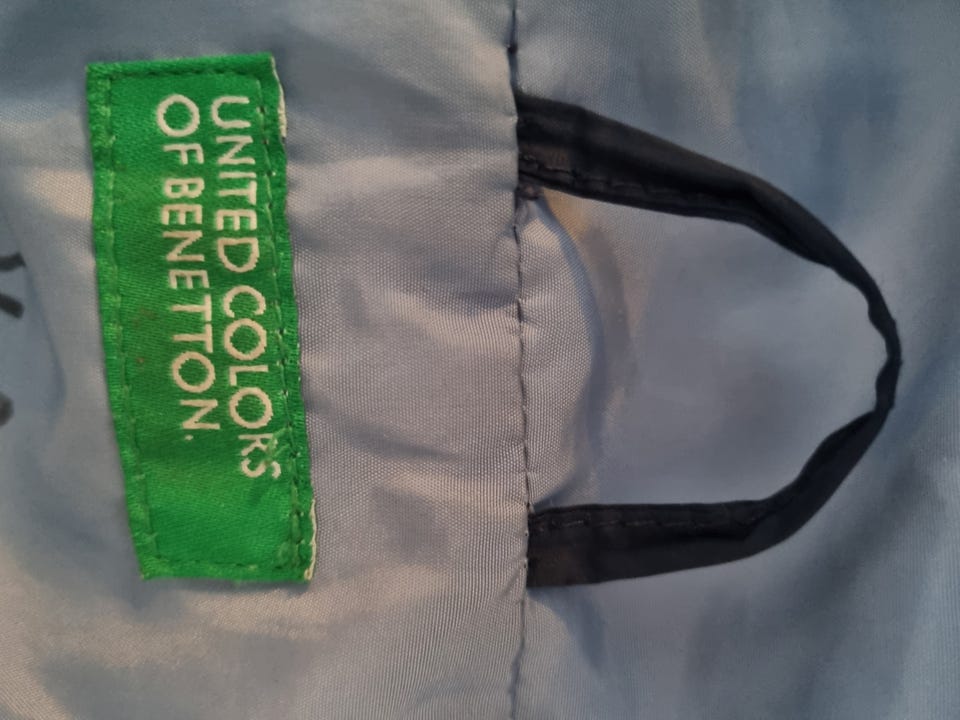 UNITED COLORS
OF BENETTON.